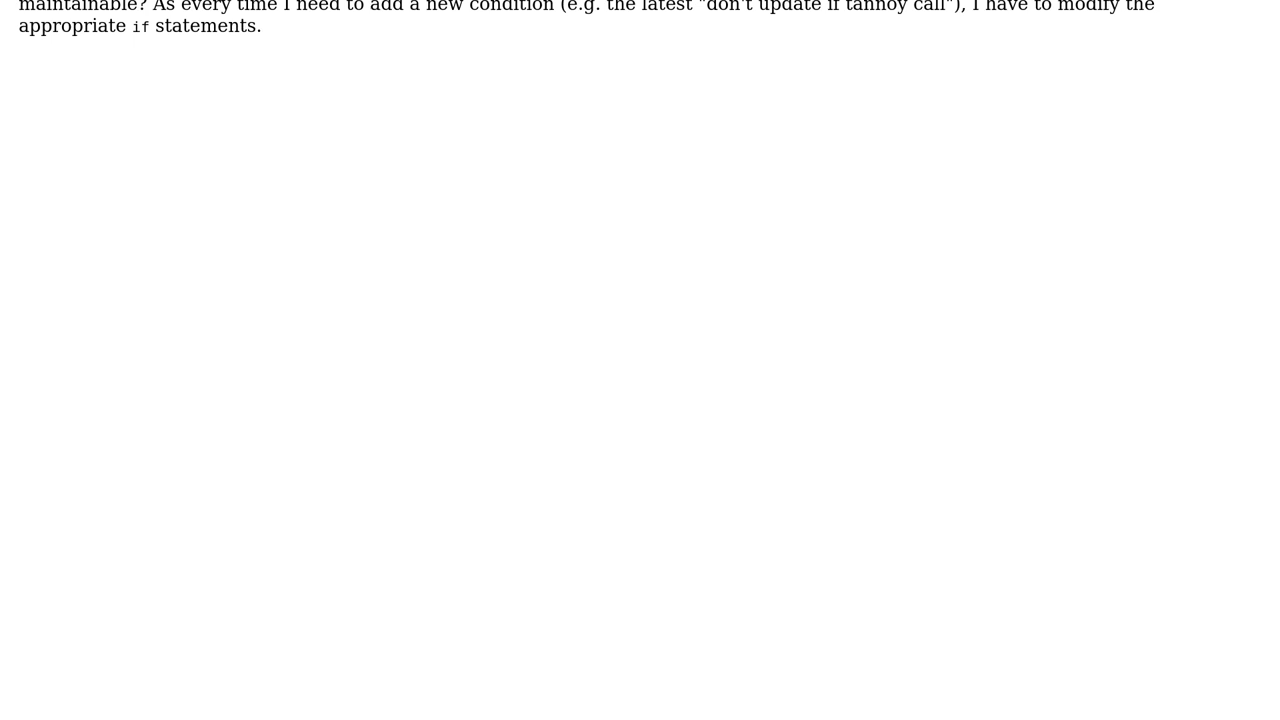 maintainable? As every time I need to add a new condition (e.g. the latest "don't update if tannoy call"), I have to modify the
appropriate if statements.